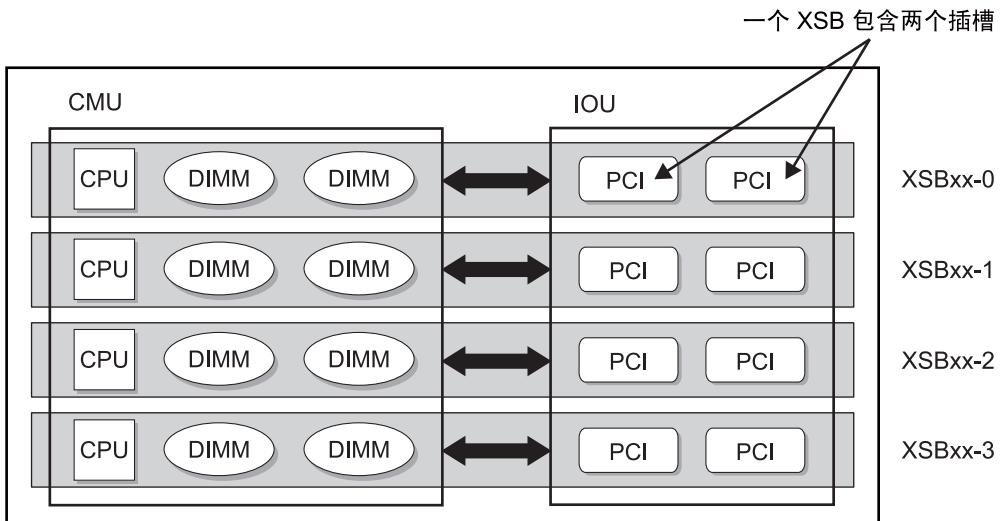 一个 XSB 包含两个插槽
CMU IOU
CPU DIMM DIMM PCI PCI XSBxx-0
CPU DIMM DIMM PCI PCI XSBxx-1
CPU DIMM DIMM PCI PCI XSBxx-2
CPU DIMM DIMM PCI PCI XSBxx-3